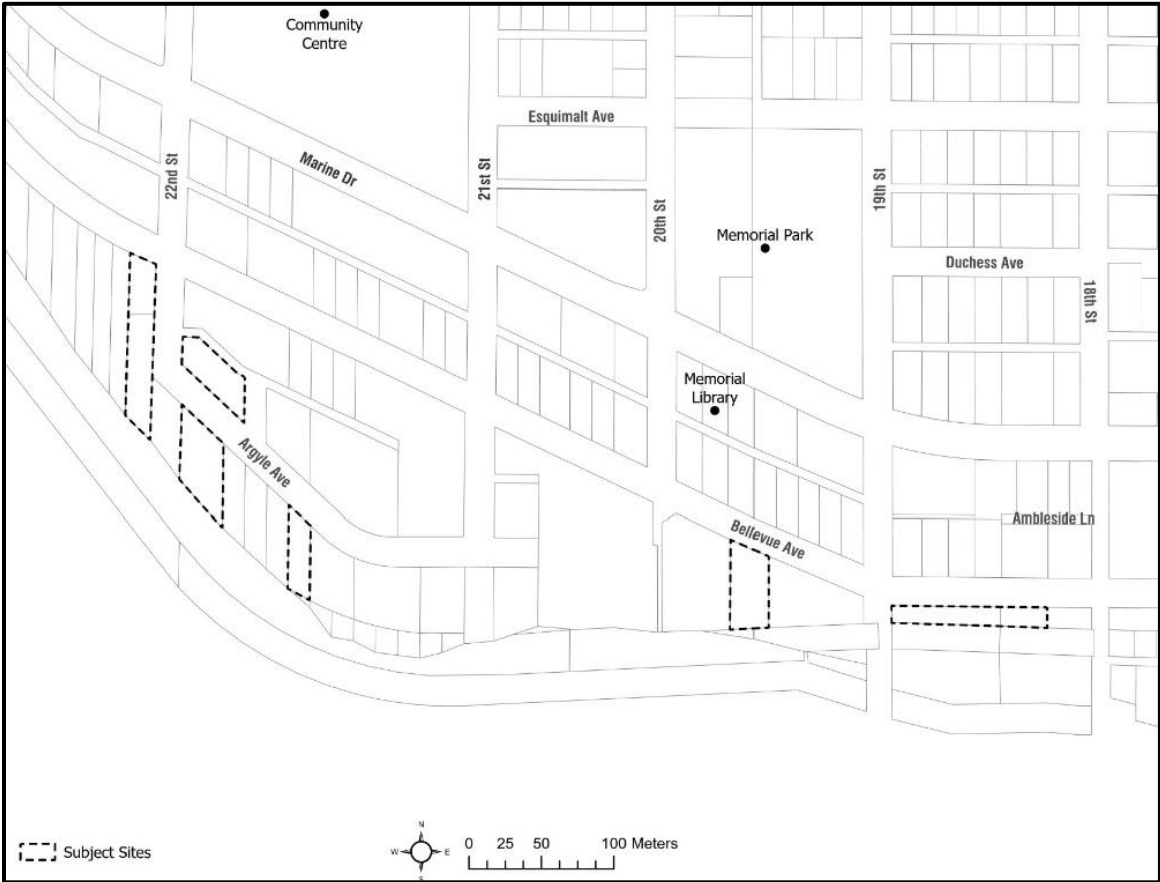 Community
Centre
Esquimalt Ave
Marine Dr
22nd St
21st St
20th St
19th St
Memorial Park
Duchess Ave
18th St
Memorial
Library
Argyle Ave
Bellevue Ave
Ambleside Ln
Subject Sites
N
W
E
S
0 25 50 100 Meters